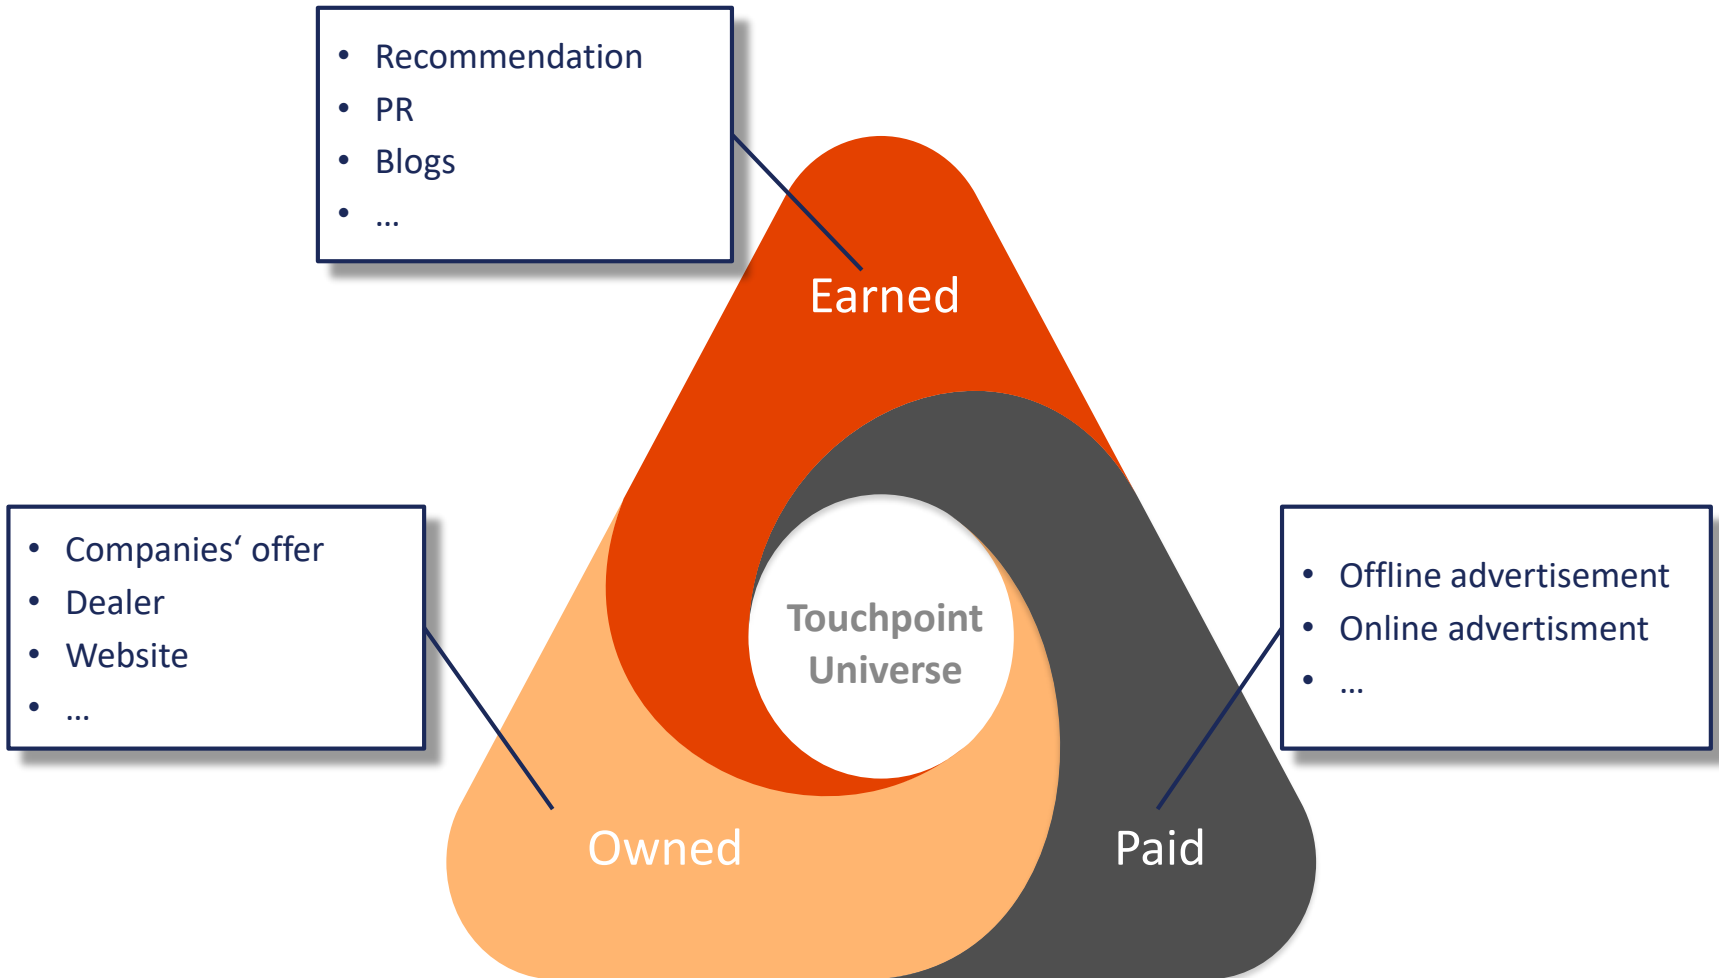 • Recommendation
• PR
• Blogs
• ...
Earned
• Companies‘ offer
• Dealer
• Website
• ...
Touchpoint
Universe
• Offline advertisement
• Online advertisment
• ...
Owned
Paid